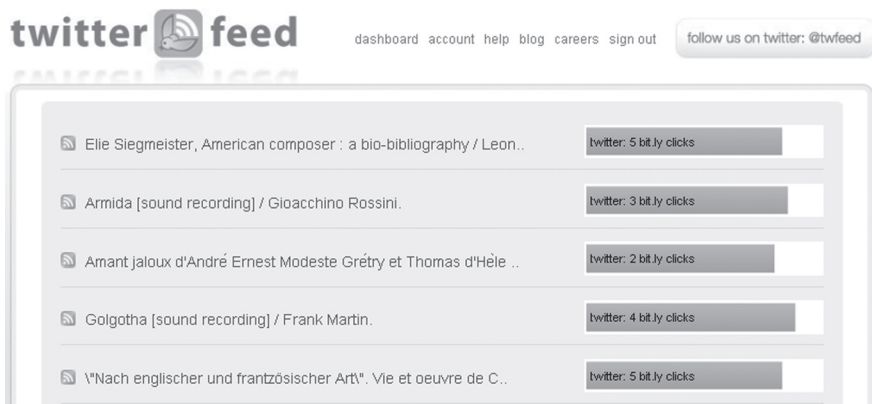 twitter feed
dashboard account help blog careers sign out
follow us on twitter: @twfeed
Elie Siegmeister, American composer : a bio-bibliography / Leon..
twitter: 5 bit.ly clicks
Armida [sound recording] / Gioacchino Rossini.
twitter: 3 bit.ly clicks
Amant jaloux d'André Ernest Modeste Grétry et Thomas d'Hèle ..
twitter: 2 bit.ly clicks
Golgotha [sound recording] / Frank Martin.
twitter: 4 bit.ly clicks
\"Nach englischer und frantzösischer Art\". Vie et oeuvre de C..
twitter: 5 bit.ly clicks